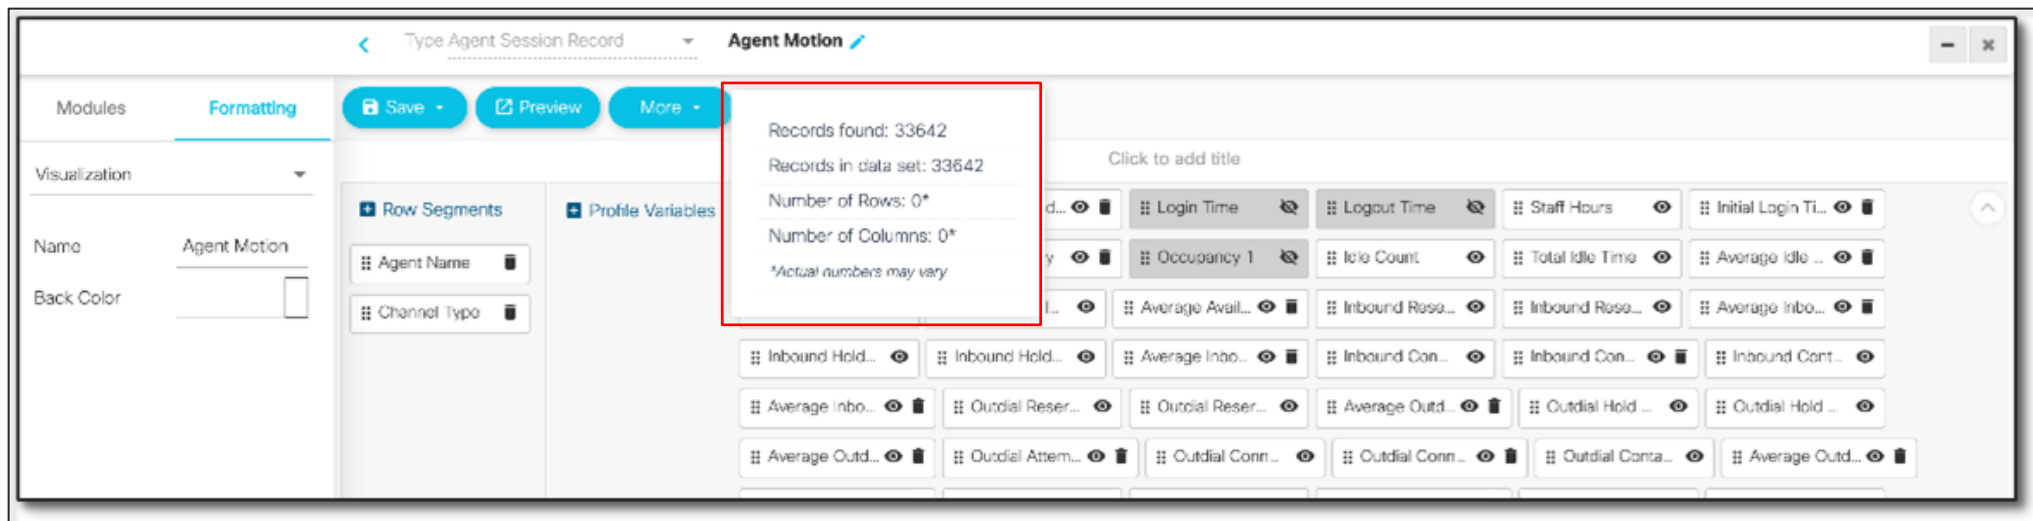 Type Agent Session Record
Agent Motion
Modules
Formatting
Save
Preview
More
Records found: 33642
Records in data set: 33642
Number of Rows: 0*
Number of Columns: 0*
*Actual numbers may vary
Click to add title
Visualization
Name
Agent Motion
Back Color
Row Segments
Agent Name
Channel Type
Profile Variables
d...
Login Time
Logout Time
Staff Hours
Initial Login Ti...
y
Occupancy 1
Idle Count
Total Idle Time
Average Idle ...
l...
Average Avail...
Inbound Rese...
Inbound Rese...
Average Inbo...
Inbound Hold...
Inbound Hold...
Average Inbo...
Inbound Con...
Inbound Con...
Inbound Cont...
Average Inbo...
Outdial Reser...
Outdial Reser...
Average Outd...
Outdial Hold ...
Outdial Hold ...
Average Outd...
Outdial Attem...
Outdial Conn...
Outdial Conn...
Outdial Conta...
Average Outd...